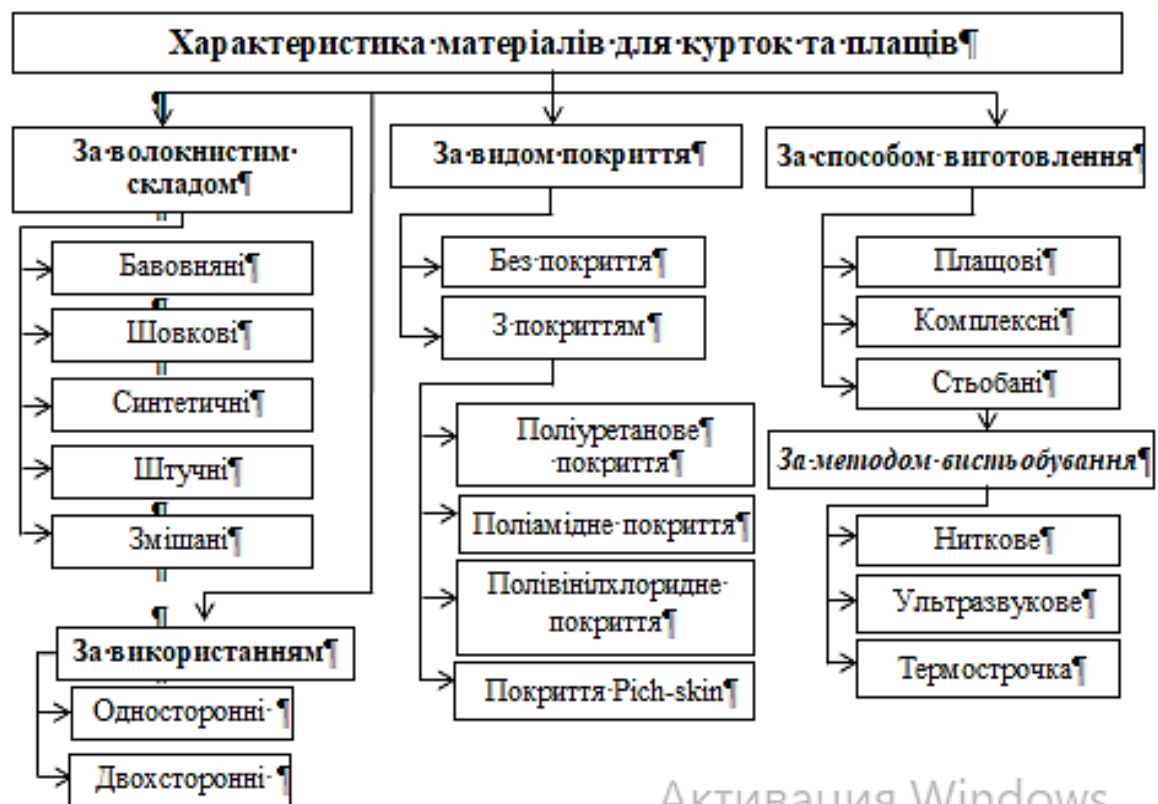 Характеристика·матеріалів·для·курток·та·плащів¶
¶
За·волокнистим·
складом¶
¶
Бавовняні¶
¶
Шовкові¶
¶
Синтетичні¶
Штучні¶
¶
Змішані¶
¶
¶
За·використанням¶
Односторонні·¶
Двохсторонні·¶
За·видом·покриття¶
Без·покриття¶
З·покриттям¶
Поліуретанове¶
·покриття¶
Поліамідне·покриття¶
Полівінілхлоридне·
покриття¶
Покриття·Pich-skin¶
За·способом·виготовлення¶
Плащові¶
Комплексні¶
Стьобані¶
За·методом·вистьобування¶
Ниткове¶
Ультразвукове¶
Термострочка¶
Активация Windows